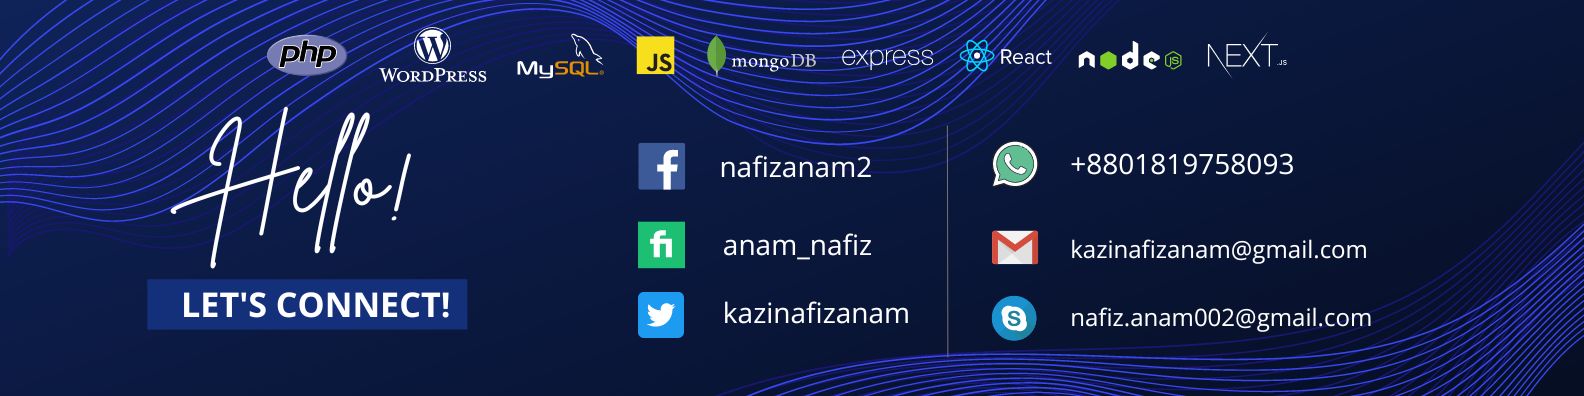 php
WORDPRESS
MySQL®
JS
mongoDB
express
React
node JS
NEXT.JS
Hello!
LET'S CONNECT!
nafizanam2
anam_nafiz
kazinafizanam
+8801819758093
kazinafizanam@gmail.com
nafiz.anam002@gmail.com